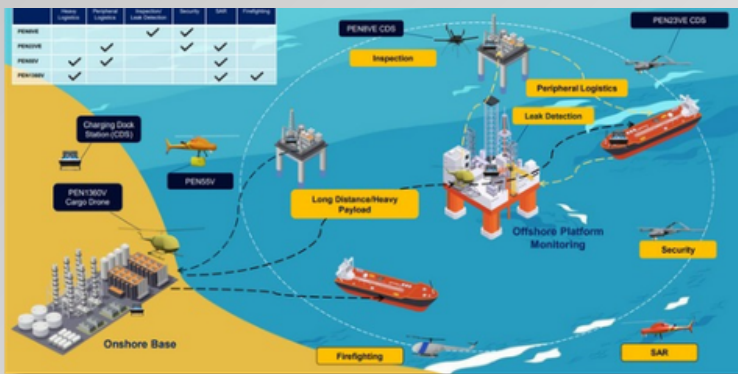 Heavy Logistics
Peripheral Logistics
Inspection/
Leak Detection
Security
SAR
Firefighting
PEN8VE
PEN23VE
PEN55V
PEN1360V
PEN8VE CDS
PEN23VE CDS
Inspection
Peripheral Logistics
Leak Detection
Charging Dock
Station (CDS)
PEN55V
PEN1360V
Cargo Drone
Long Distance/Heavy
Payload
Offshore Platform
Monitoring
Security
Onshore Base
Firefighting
SAR